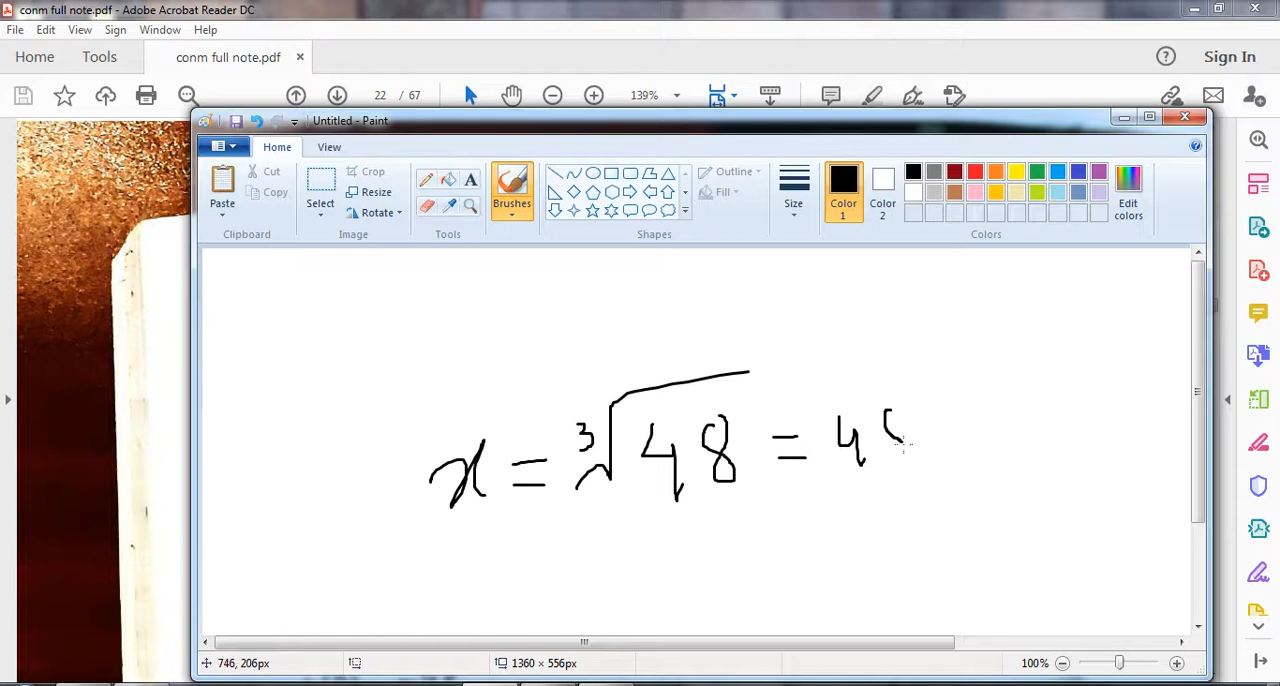 conm full note.pdf - Adobe Acrobat Reader DC
File Edit View Sign Window Help
Home Tools conm full note.pdf × Sign In
22 / 67 139%
Untitled - Paint
Home View
Paste Cut Copy Select Crop Resize Rotate A Brushes Outline Fill Size Color 1 Color 2 Edit colors
Clipboard Image Tools Shapes Colors
x = ∛48 = 4
746, 206px 1360 × 556px 100%